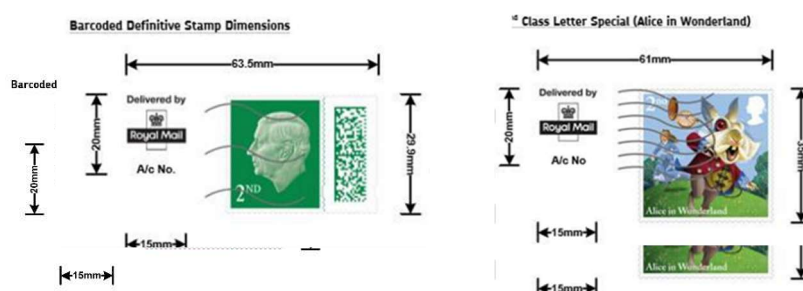 Barcoded Definitive Stamp Dimensions
63.5mm
Barcoded
Delivered by
Royal Mail
A/c No.
20mm
20mm
2ND
29.9mm
15mm
15mm
Class Letter Special (Alice in Wonderland)
61mm
Delivered by
Royal Mail
A/c No
20mm
2ND
35mm
Alice in Wonderland
15mm
Alice in Wonderland
15mm